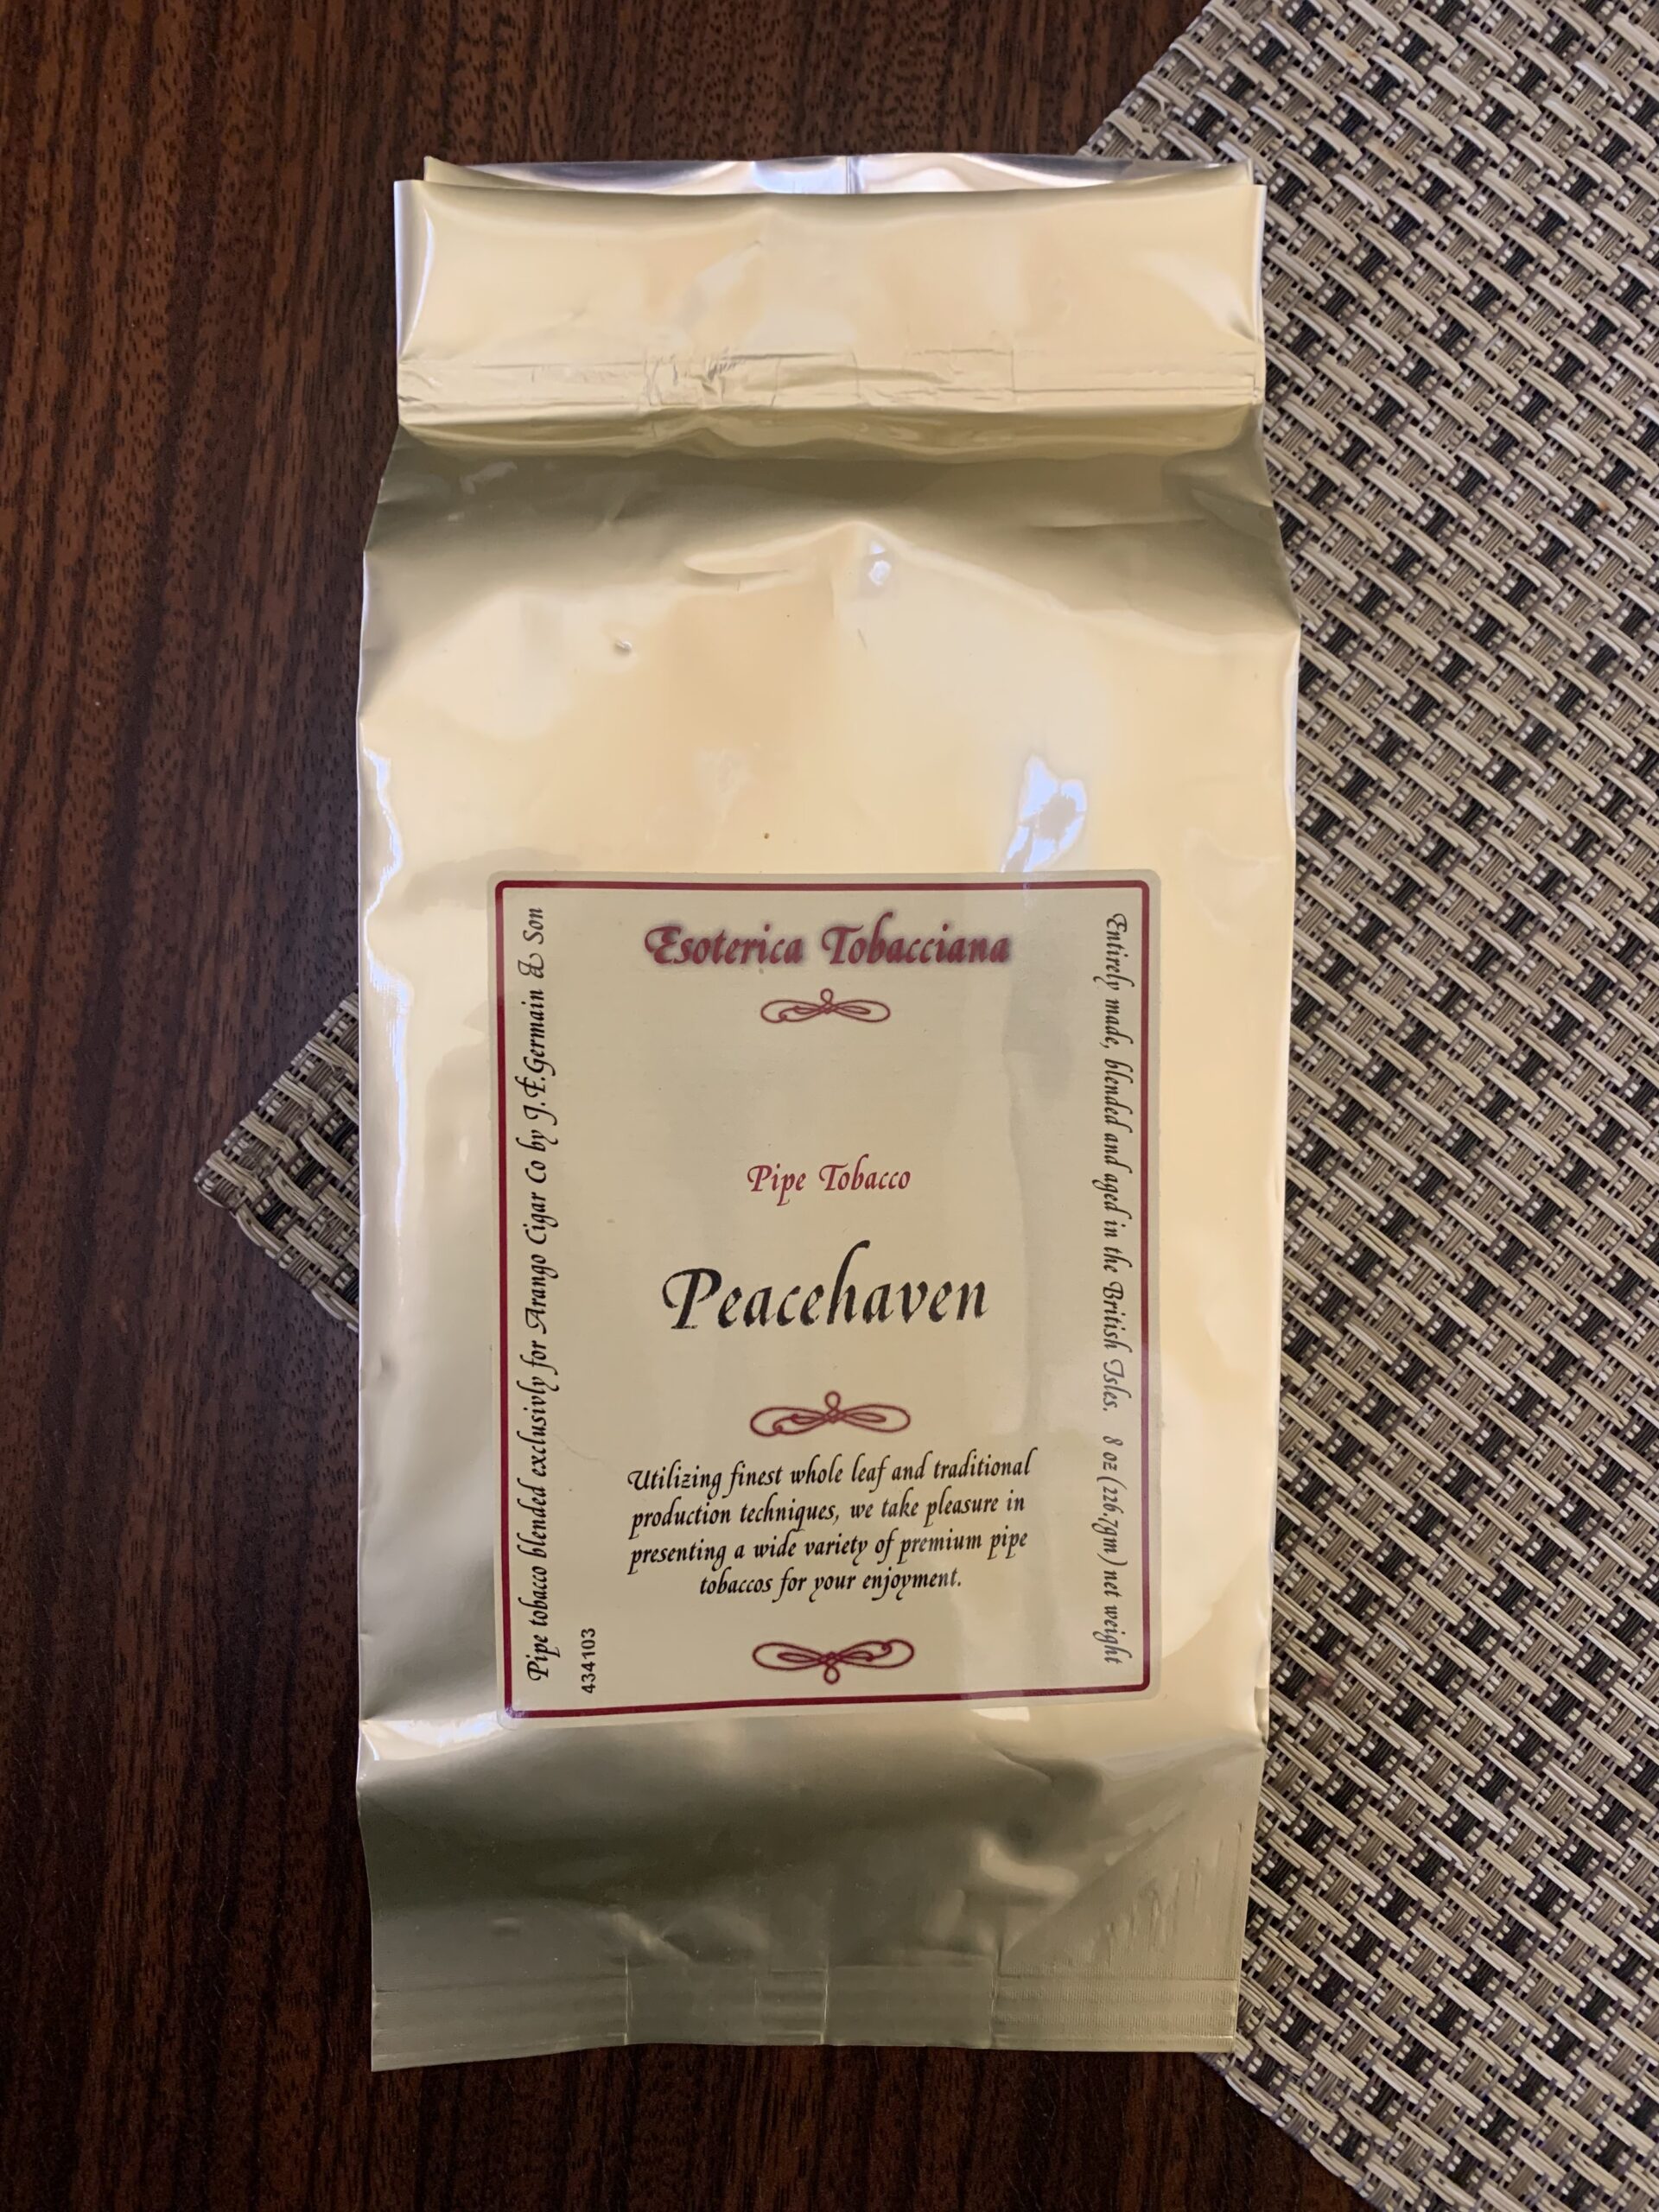 Esoterica Tobacciana
Pipe Tobacco
Peacehaven
Utilizing finest whole leaf and traditional
production techniques, we take pleasure in
presenting a wide variety of premium pipe
tobaccos for your enjoyment.
Pipe tobacco blended exclusivly for Arango Cigar Co by J.F.Germain & Son
434103
Entirely made, blended and aged in the British Isles. 8 oz (226.7gm) net weight